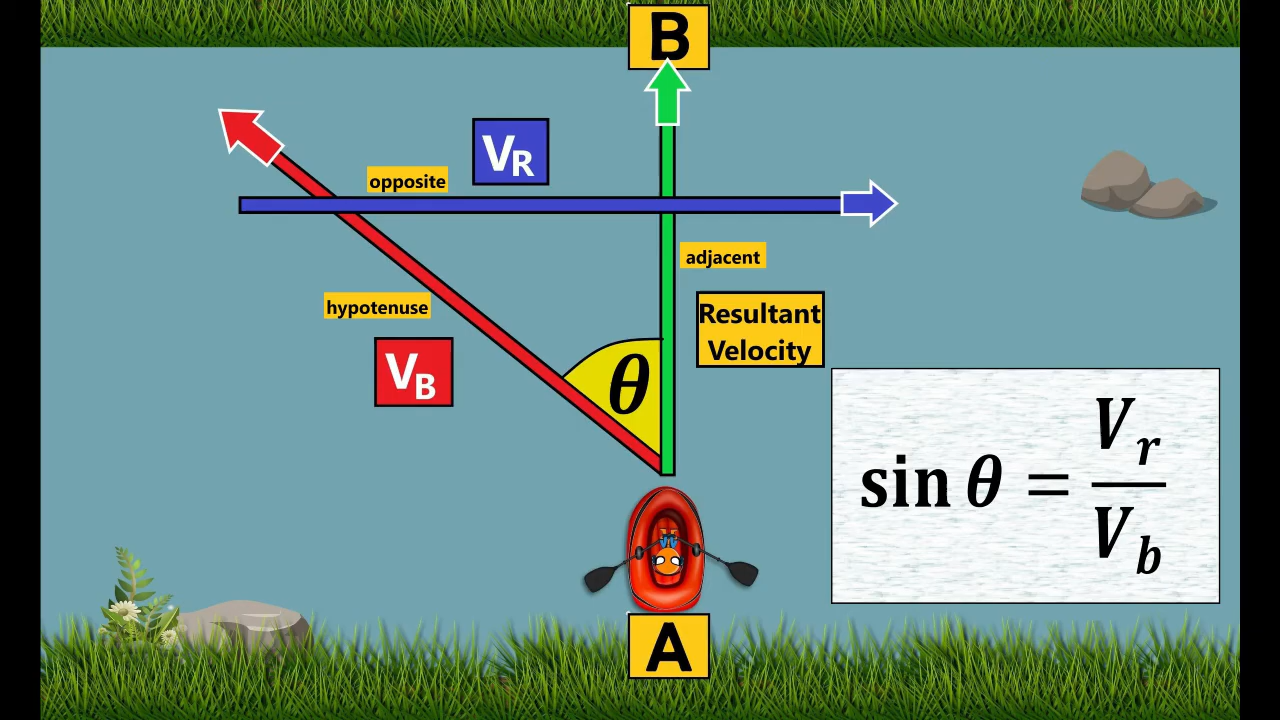 B
VR
opposite
adjacent
hypotenuse
Resultant
Velocity
VB
θ
sin θ = Vr/Vb
A